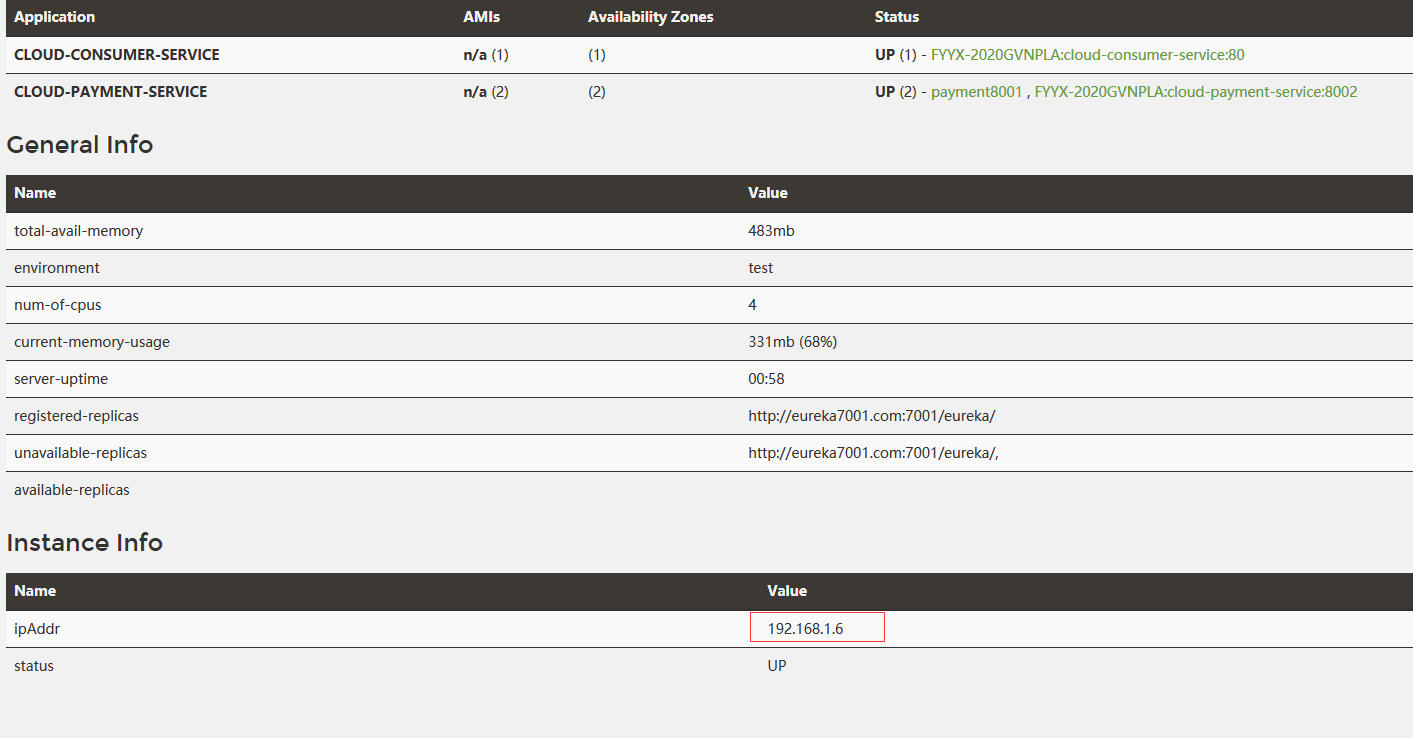 Application AMIs Availability Zones Status
CLOUD-CONSUMER-SERVICE n/a (1) (1) UP (1) - FYYX-2020GVNPLA:cloud-consumer-service:80
CLOUD-PAYMENT-SERVICE n/a (2) (2) UP (2) - payment8001 , FYYX-2020GVNPLA:cloud-payment-service:8002
General Info
Name Value
total-avail-memory 483mb
environment test
num-of-cpus 4
current-memory-usage 331mb (68%)
server-uptime 00:58
registered-replicas http://eureka7001.com:7001/eureka/
unavailable-replicas http://eureka7001.com:7001/eureka/,
available-replicas
Instance Info
Name Value
ipAddr 192.168.1.6
status UP